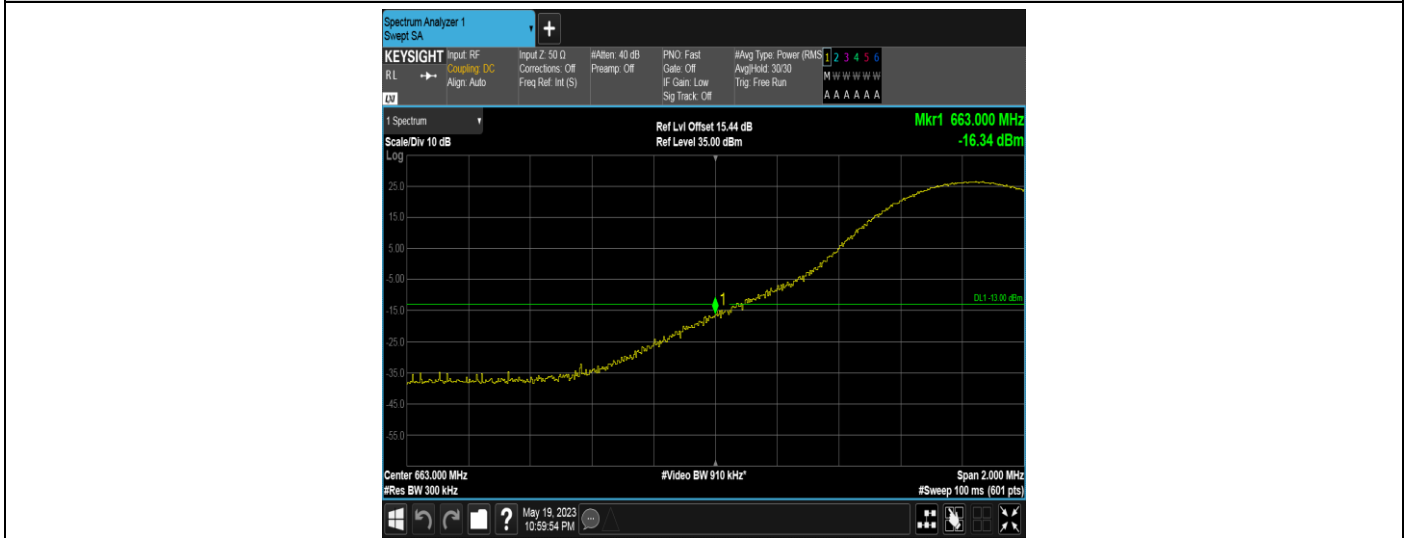 Spectrum Analyzer 1
Swept SA
+
KEYSIGHT Input: RF Input Z: 50 Ω #Atten: 40 dB PNO: Fast #Avg Type: Power (RMS 1 2 3 4 5 6
RL Coupling: DC Corrections: Off Preamp: Off Gate: Off Avg|Hold: 30/30 M W W W W W
Align: Auto Freq Ref: Int (S) IF Gain: Low Trig: Free Run
Sig Track: Off A A A A A A
LXI
1 Spectrum
Ref Lvl Offset 15.44 dB Mkr1 663.000 MHz
Scale/Div 10 dB Ref Level 35.00 dBm -16.34 dBm
Log
25.0
15.0
5.00
-5.00
1
DL1 -13.00 dBm
-15.0
-25.0
-35.0
-45.0
-55.0
Center 663.000 MHz #Video BW 910 kHz* Span 2.000 MHz
#Res BW 300 kHz #Sweep 100 ms (601 pts)
? May 19, 2023
10:59:54 PM